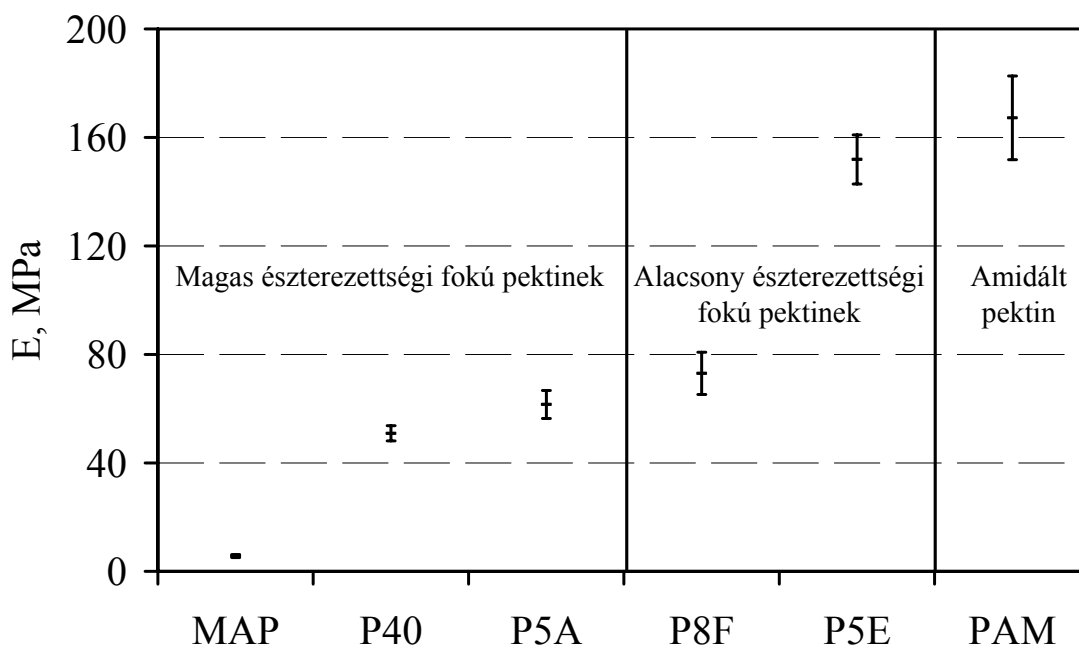 200
160
120
80
40
0
E, MPa
Magas észterezettségi fokú pektinek
Alacsony észterezettségi
fokú pektinek
Amidált
pektin
MAP P40 P5A P8F P5E PAM